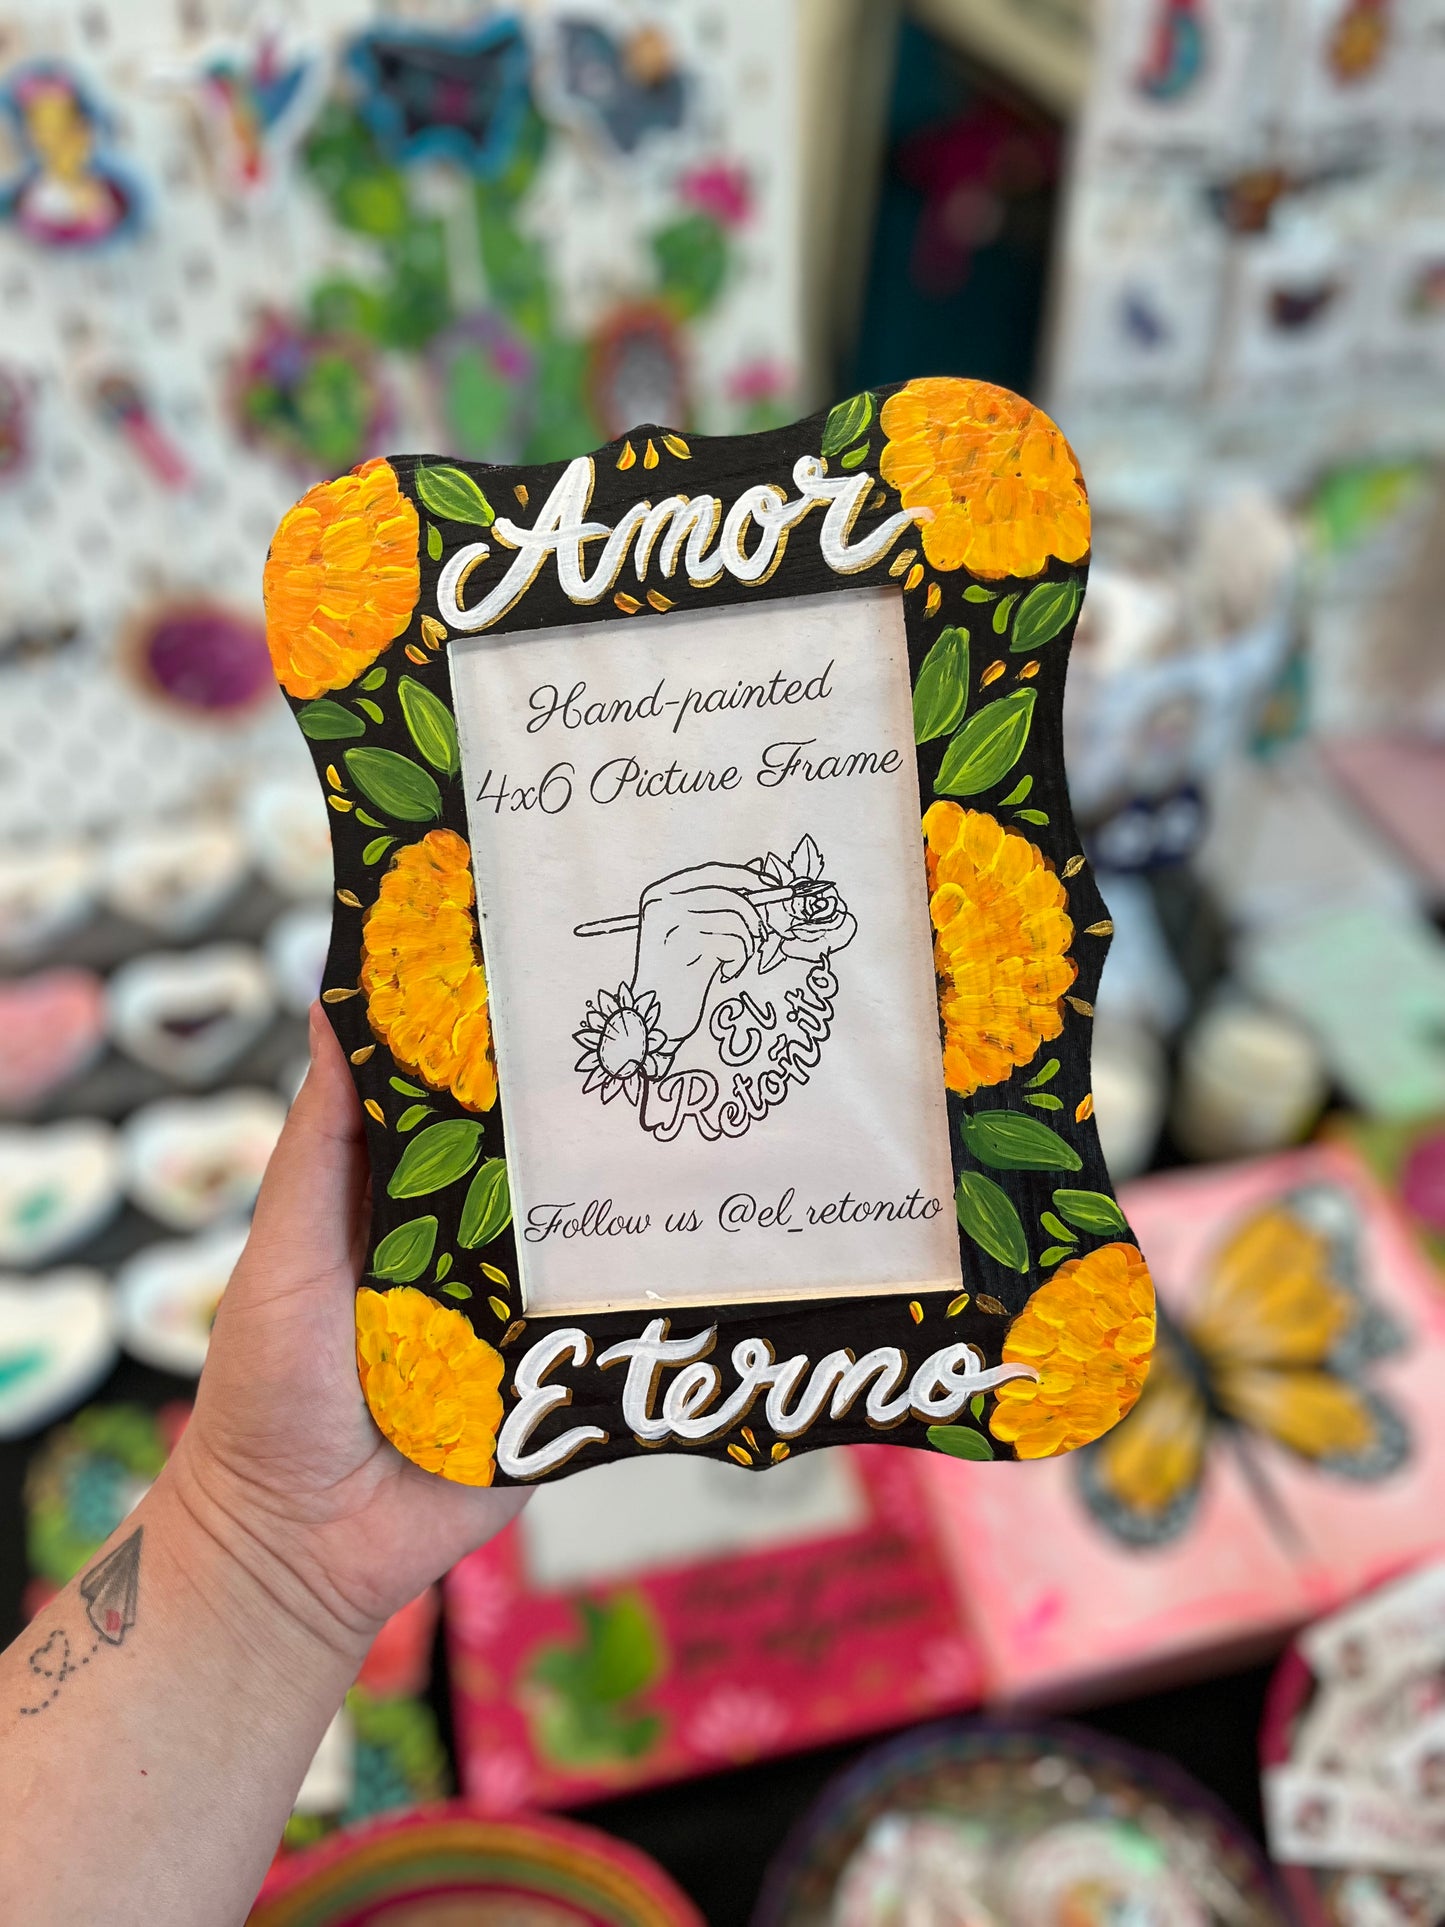 Amor
Hand-painted
4x6 Picture Frame
El
Retoñito
Follow us @el_retonito
Eterno